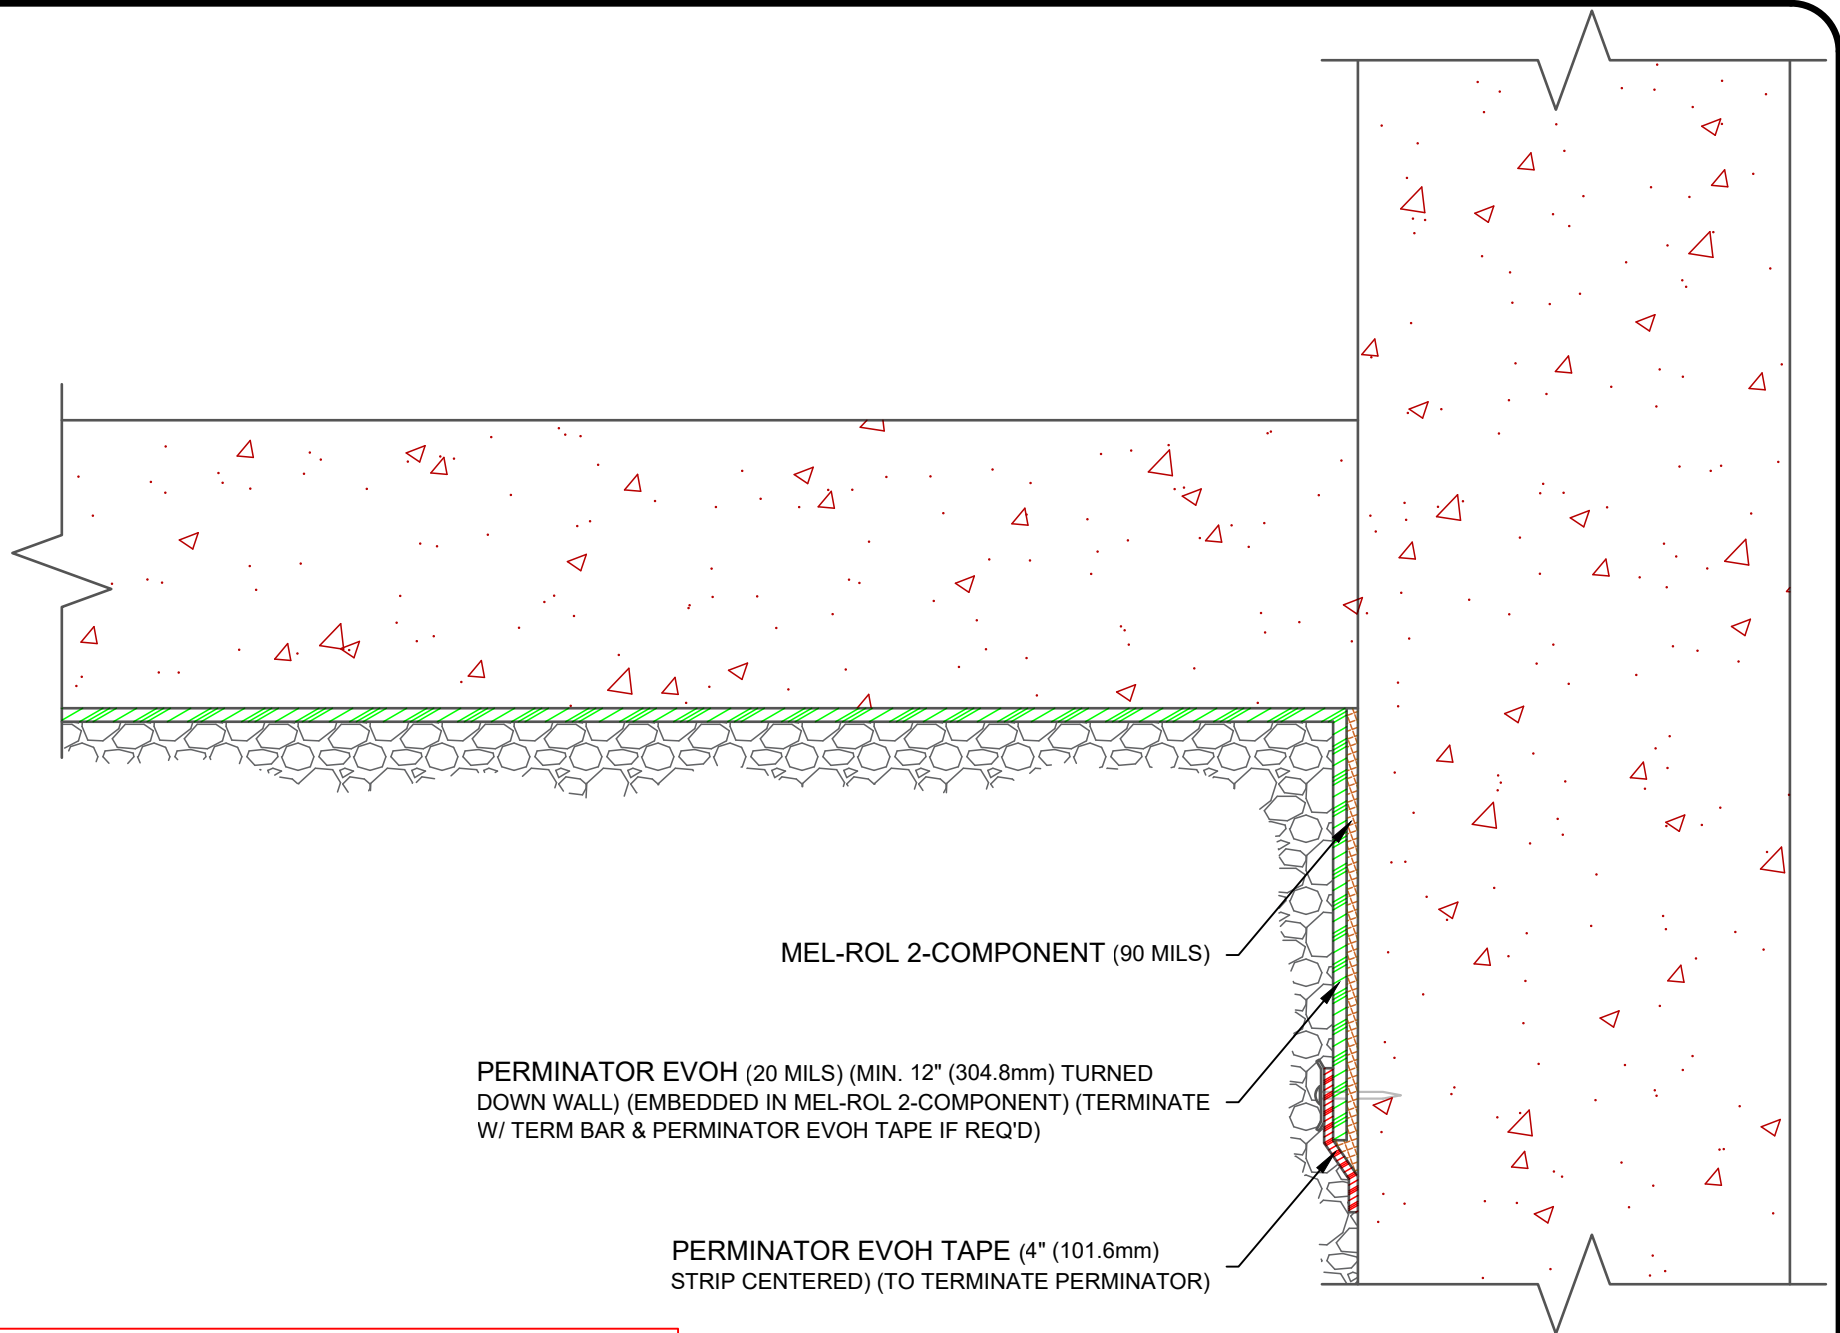 MEL-ROL 2-COMPONENT (90 MILS)
PERMINATOR EVOH (20 MILS) (MIN. 12" (304.8mm) TURNED
DOWN WALL) (EMBEDDED IN MEL-ROL 2-COMPONENT) (TERMINATE
W/ TERM BAR & PERMINATOR EVOH TAPE IF REQ'D)
PERMINATOR EVOH TAPE (4" (101.6mm)
STRIP CENTERED) (TO TERMINATE PERMINATOR)